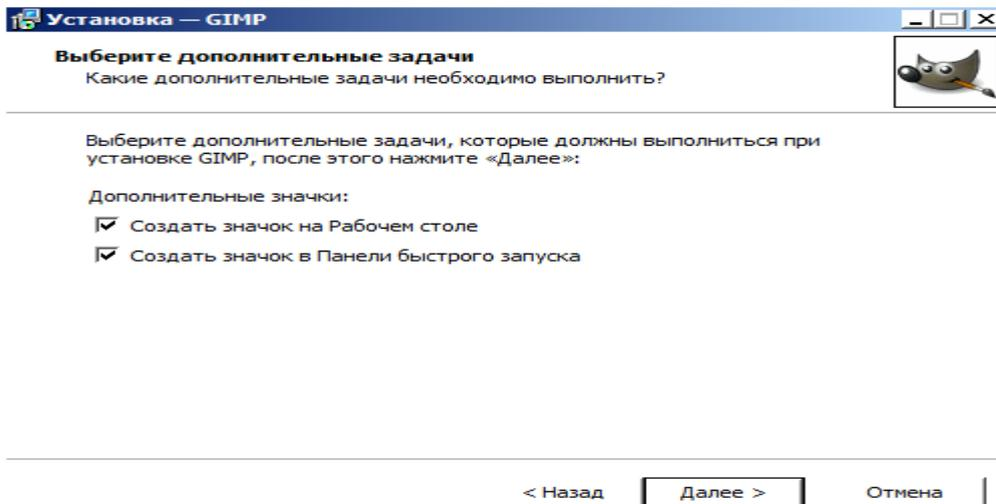 Установка — GIMP
Выберите дополнительные задачи
Какие дополнительные задачи необходимо выполнить?
Выберите дополнительные задачи, которые должны выполниться при
установке GIMP, после этого нажмите «Далее»:
Дополнительные значки:
Создать значок на Рабочем столе
Создать значок в Панели быстрого запуска
< Назад
Далее >
Отмена